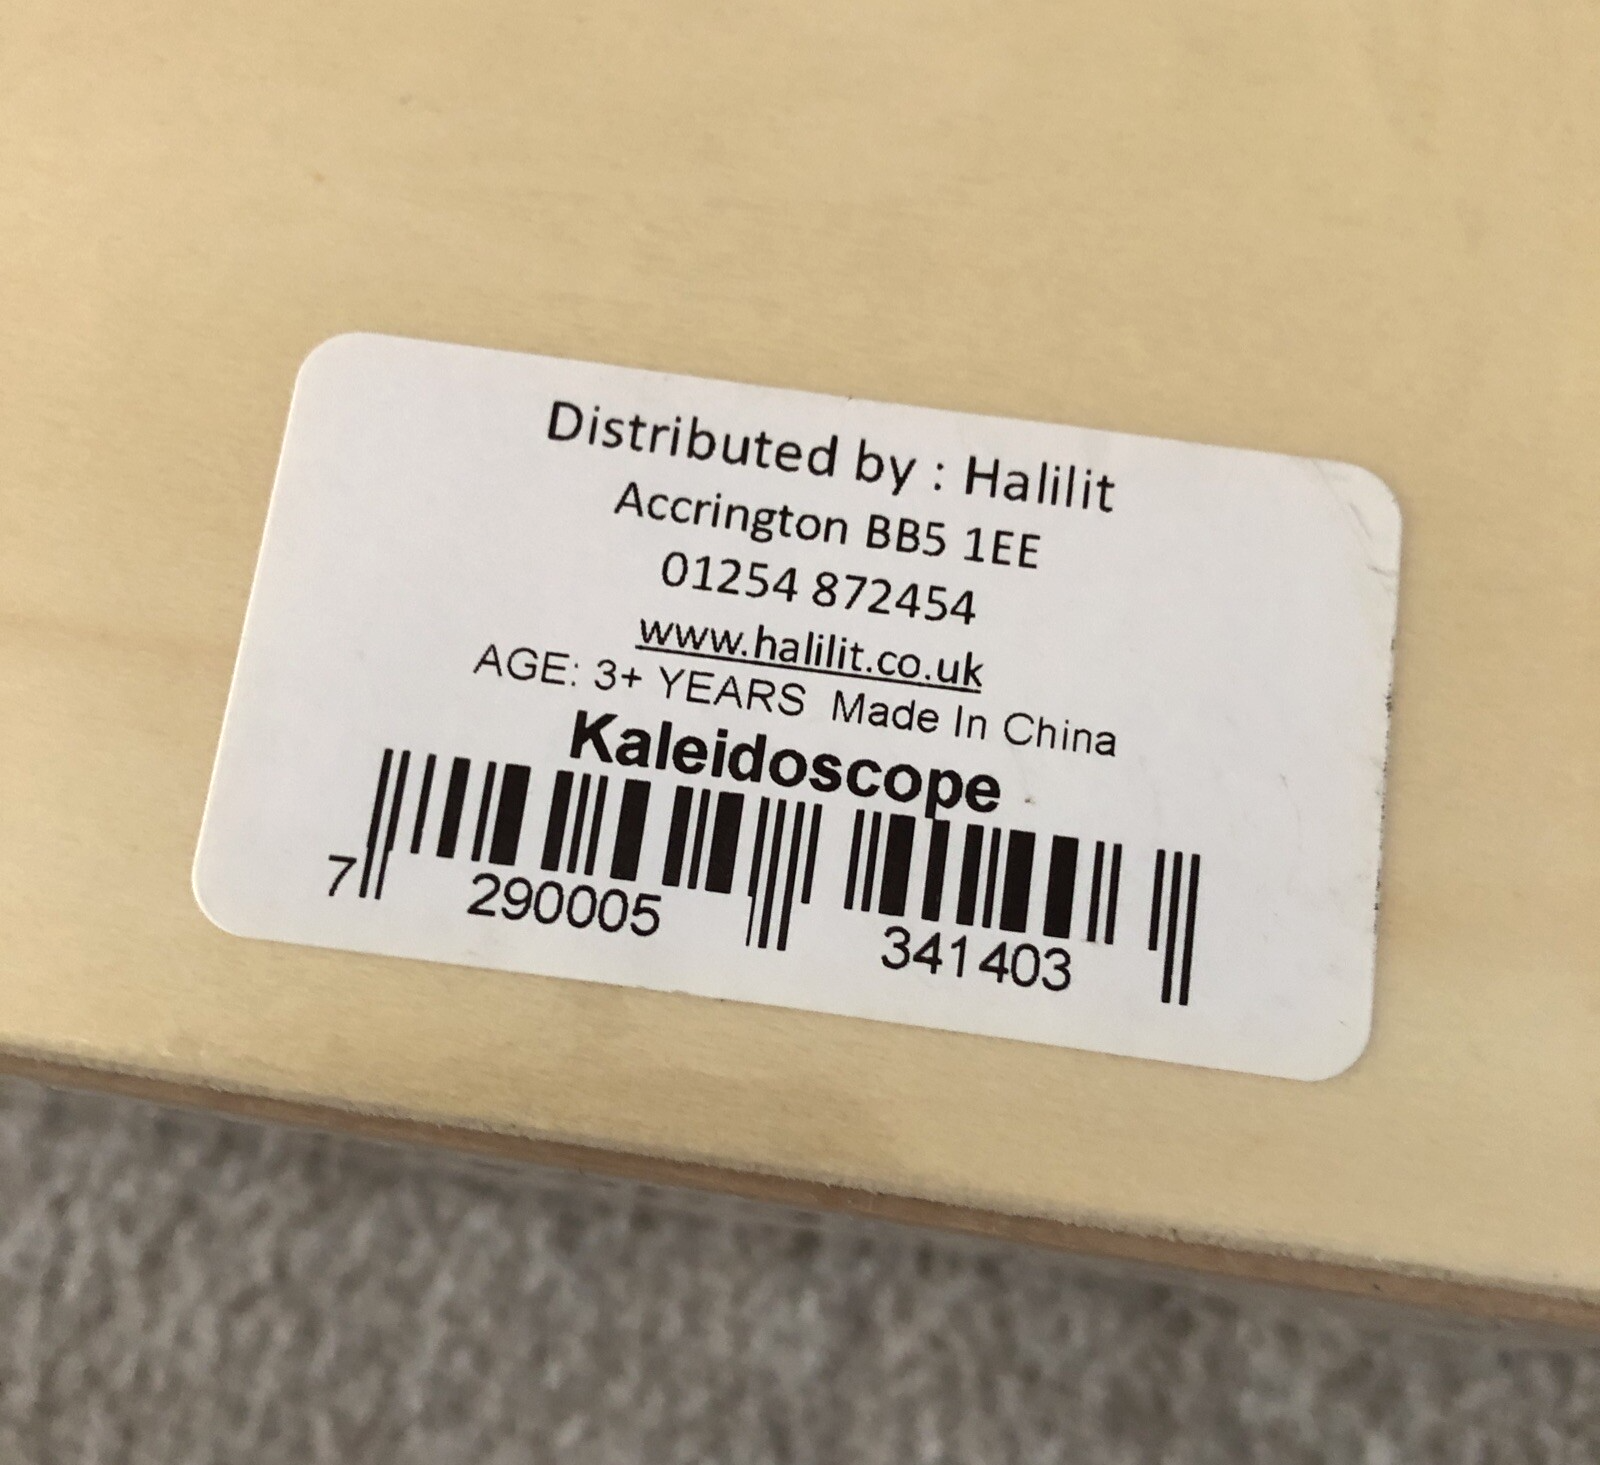 Distributed by : Halilit
Accrington BB5 1EE
01254 872454
www.halilit.co.uk
AGE: 3+ YEARS  Made In China
Kaleidoscope
7 290005 341403